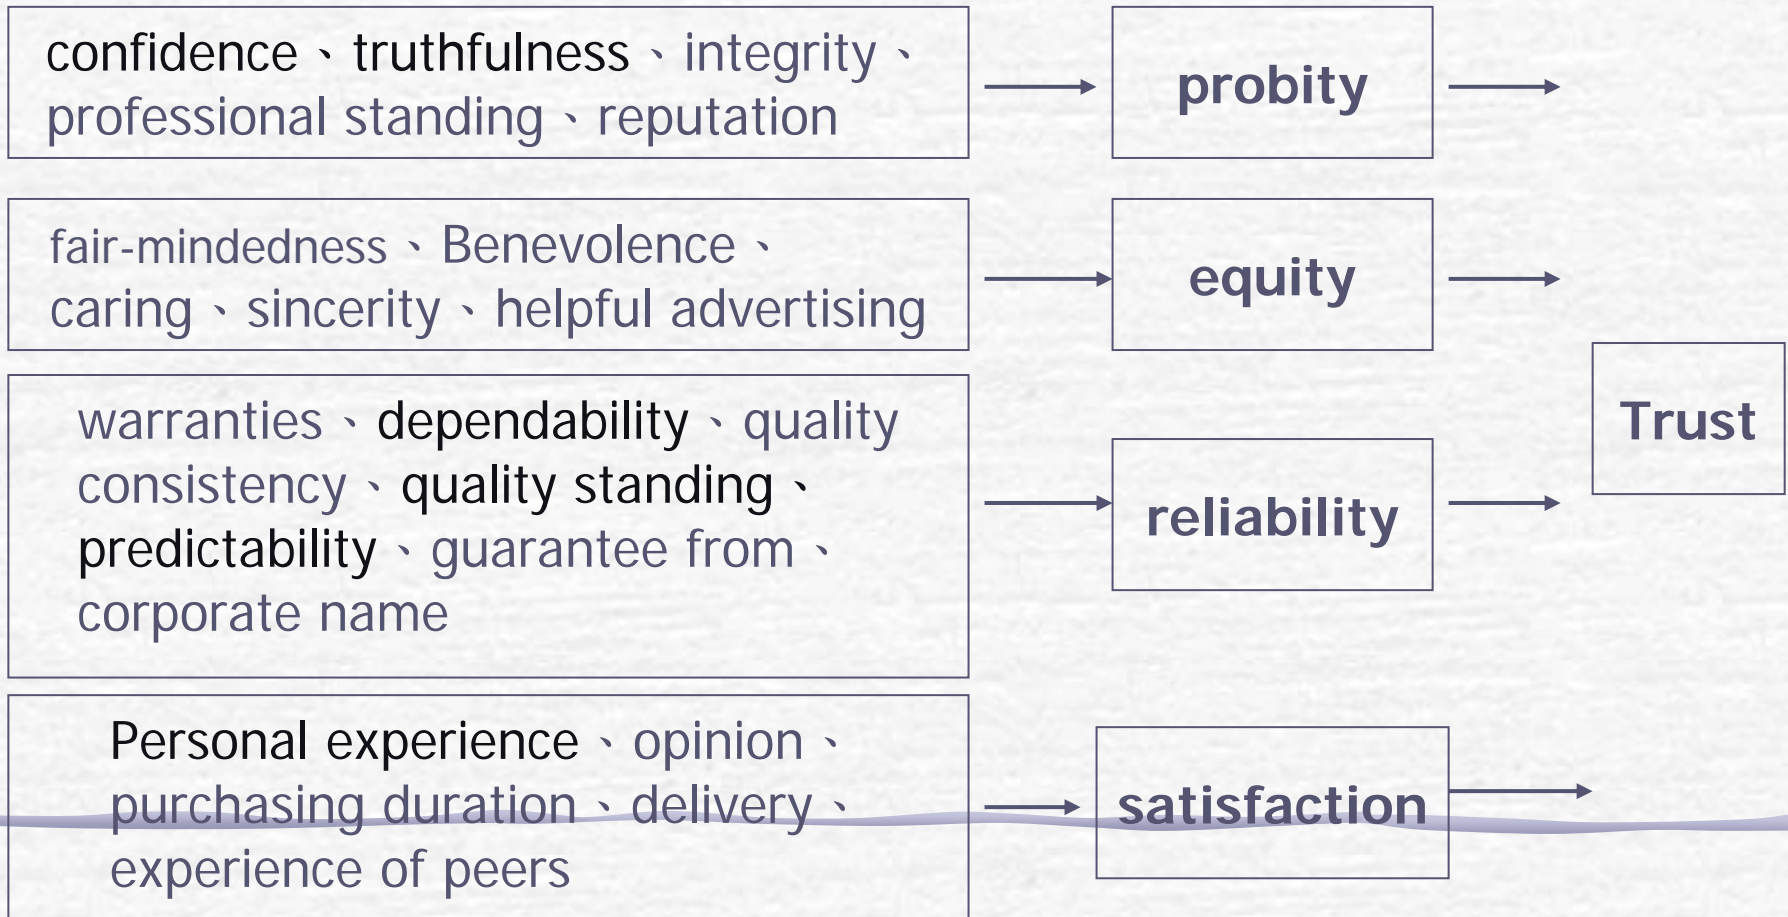 confidence、truthfulness、integrity、
professional standing、reputation
probity
fair-mindedness、Benevolence、
caring、sincerity、helpful advertising
equity
warranties、dependability、quality
consistency、quality standing、
predictability、guarantee from、
corporate name
reliability
Trust
Personal experience、opinion、
purchasing duration、delivery、
experience of peers
satisfaction